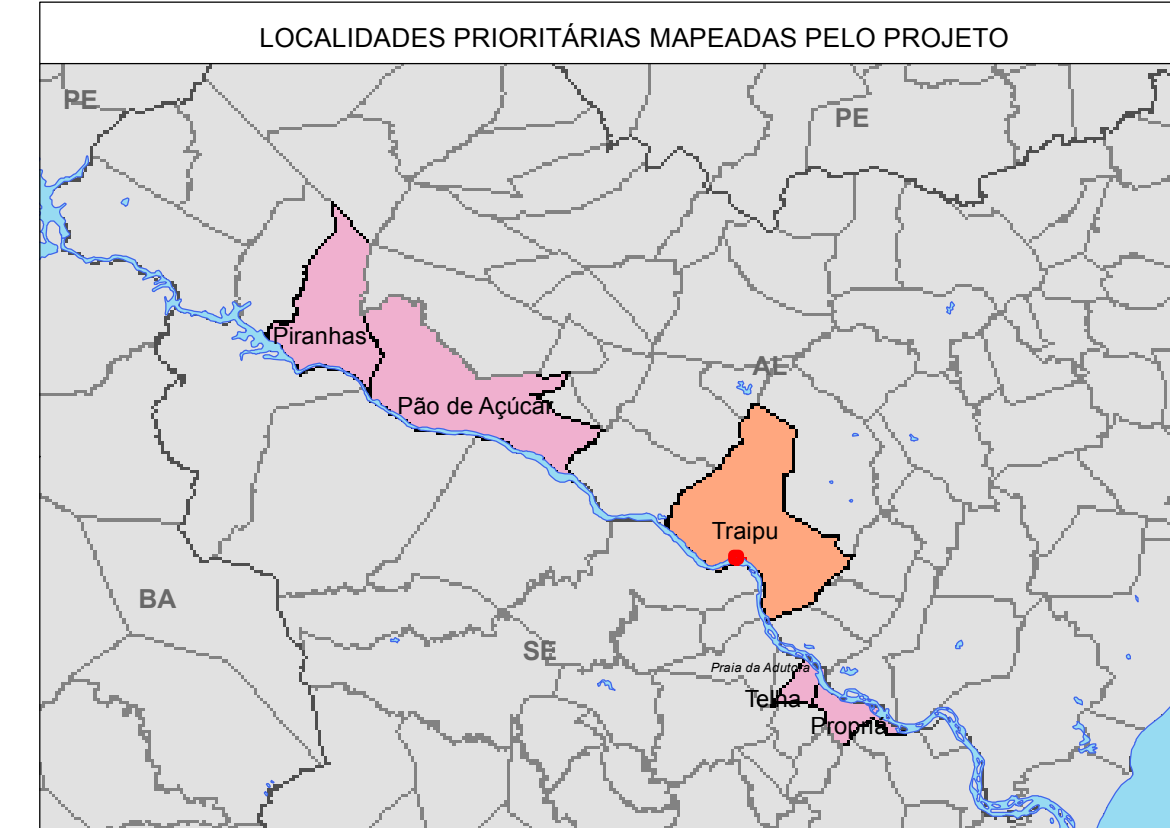 LOCALIDADES PRIORITÁRIAS MAPEADAS PELO PROJETO
PE
PE
Piranhas
AL
Pão de Açúcar
Traipu
BA
SE
Praia da Adutora
Telha
Propriá